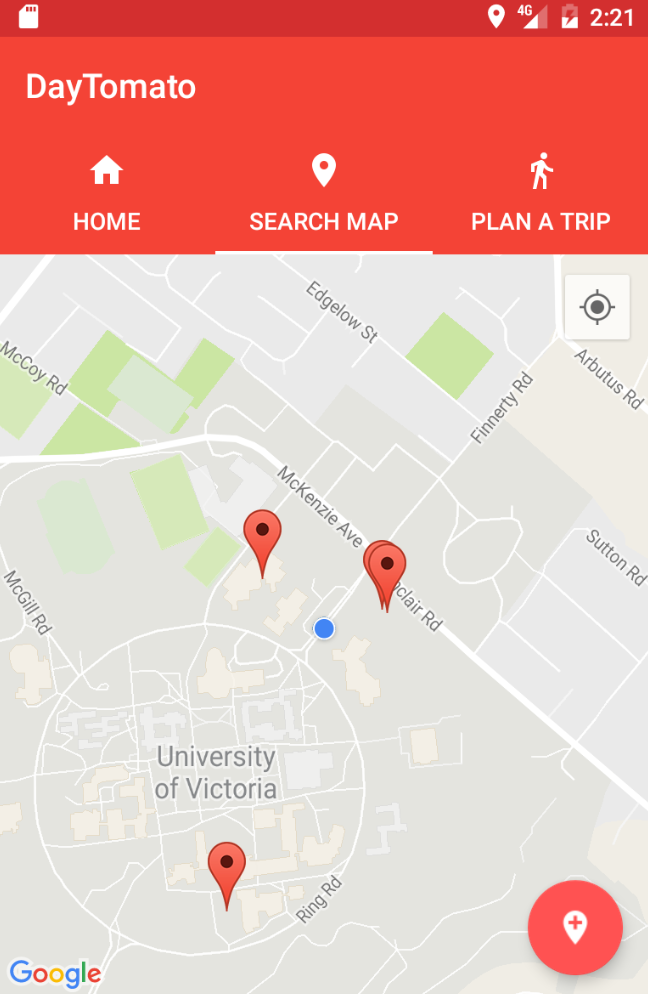 4G 2:21
DayTomato
HOME
SEARCH MAP
PLAN A TRIP
Edgelow St
McCoy Rd
Arbutus Rd
Finnerty Rd
McKenzie Ave
Sutton Rd
McGill Rd
nclair Rd
University
of Victoria
Ring Rd
Google